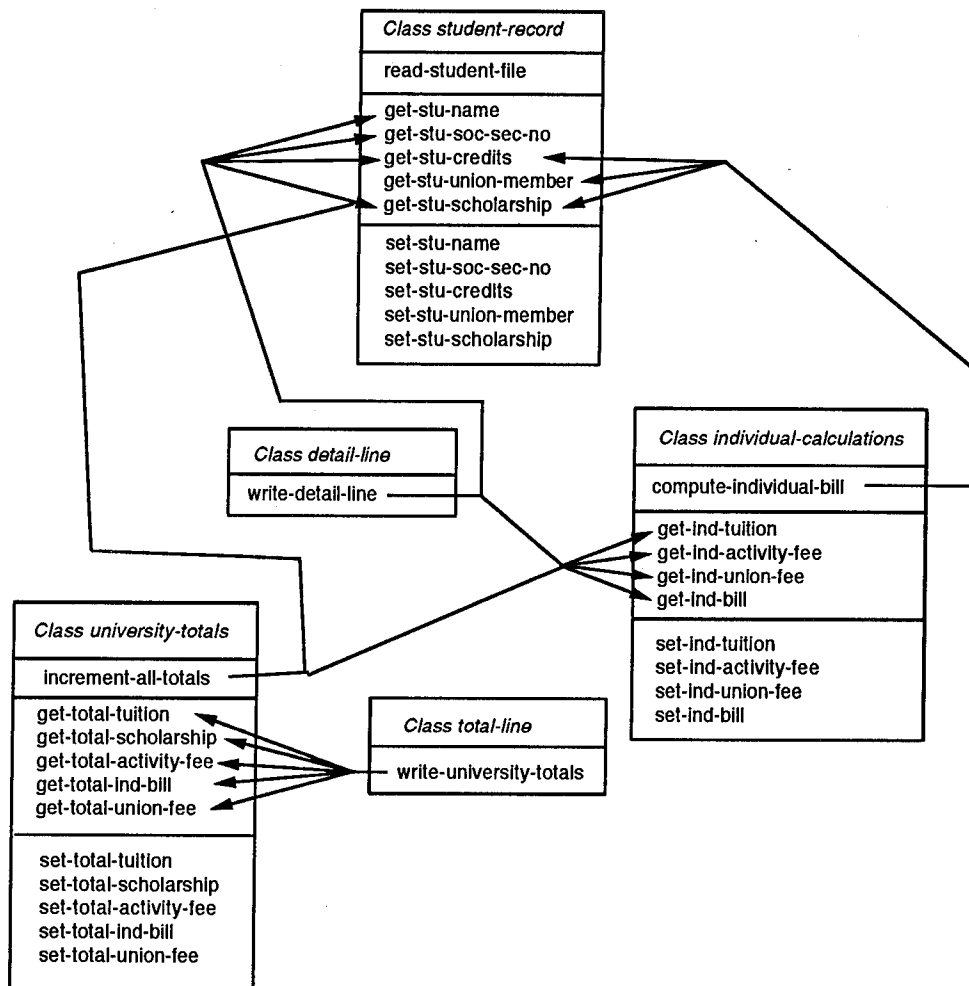 Class student-record
read-student-file
get-stu-name
get-stu-soc-sec-no
get-stu-credits
get-stu-union-member
get-stu-scholarship
set-stu-name
set-stu-soc-sec-no
set-stu-credits
set-stu-union-member
set-stu-scholarship
Class detail-line
write-detail-line
Class individual-calculations
compute-individual-bill
get-ind-tuition
get-ind-activity-fee
get-ind-union-fee
get-ind-bill
set-ind-tuition
set-ind-activity-fee
set-ind-union-fee
set-ind-bill
Class university-totals
increment-all-totals
get-total-tuition
get-total-scholarship
get-total-activity-fee
get-total-ind-bill
get-total-union-fee
set-total-tuition
set-total-scholarship
set-total-activity-fee
set-total-ind-bill
set-total-union-fee
Class total-line
write-university-totals